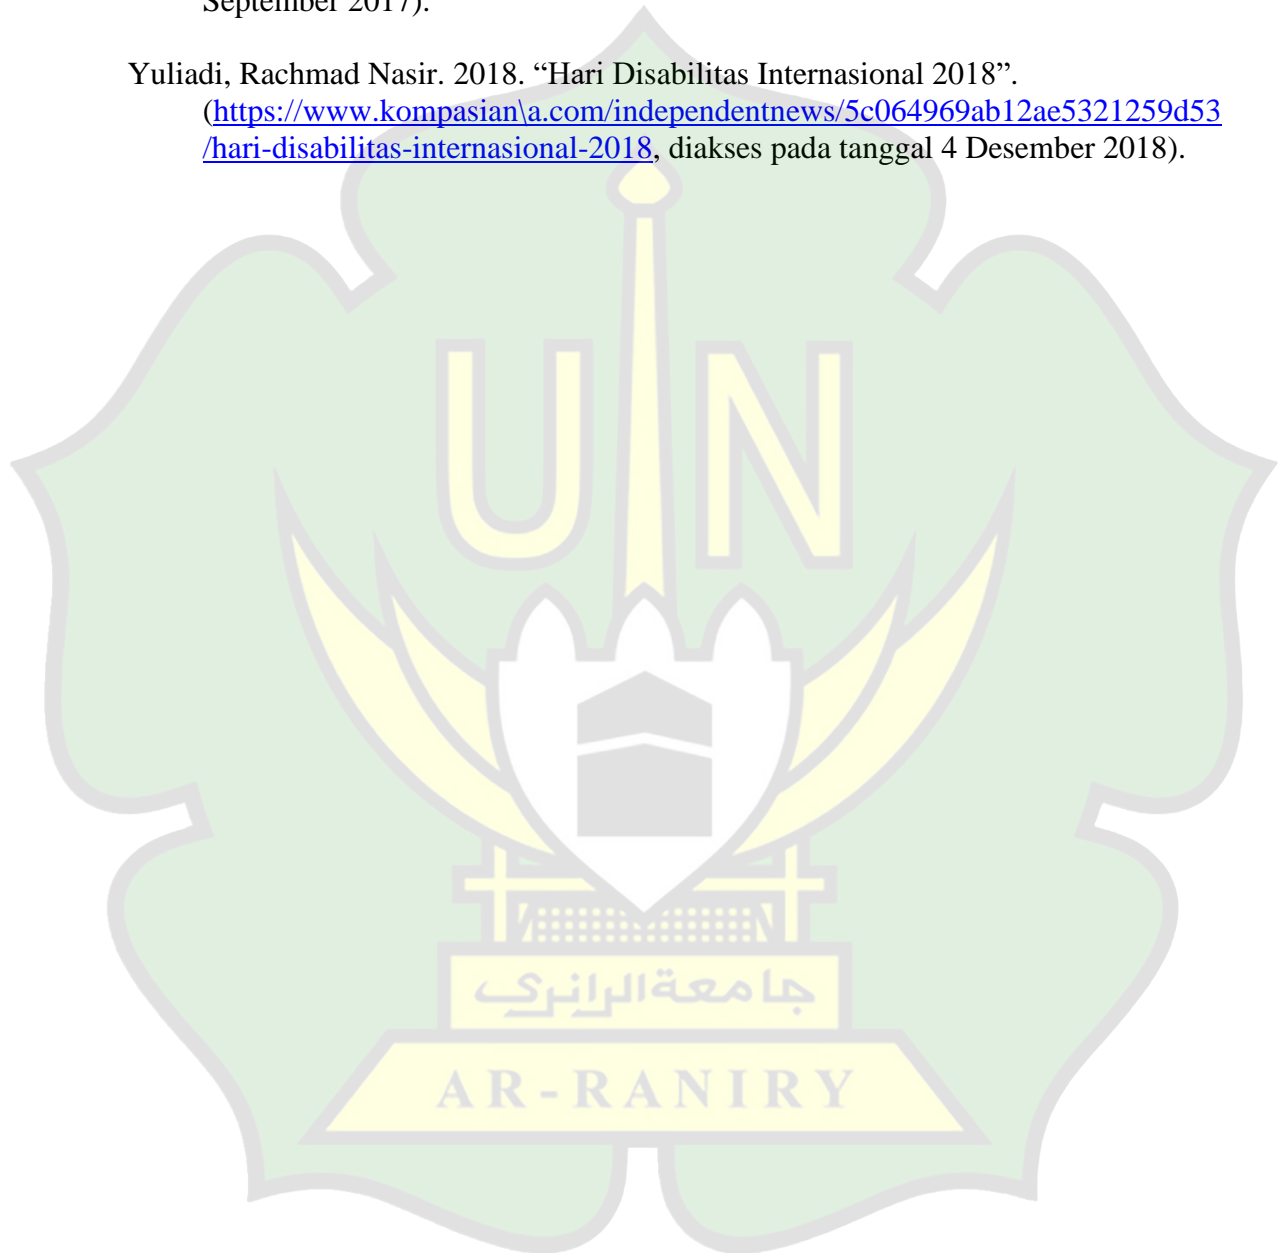 September 2017).
Yuliadi, Rachmad Nasir. 2018. “Hari Disabilitas Internasional 2018”.
(https://www.kompasian\a.com/independentnews/5c064969ab12ae5321259d53
/hari-disabilitas-internasional-2018, diakses pada tanggal 4 Desember 2018).
UIN
جامعة الرانري
AR-RANIRY